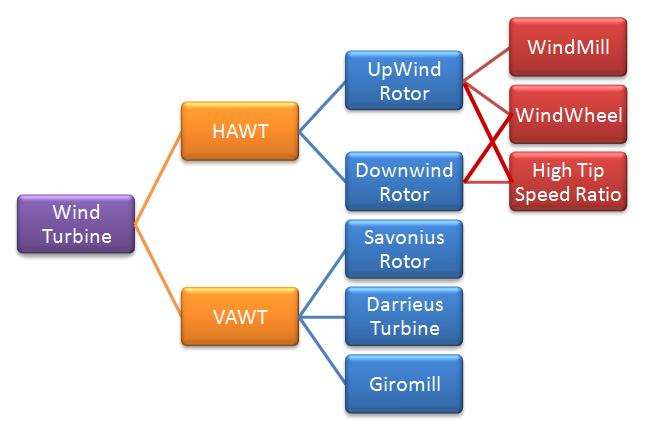 Wind
Turbine
HAWT
VAWT
UpWind
Rotor
Downwind
Rotor
Savonius
Rotor
Darrieus
Turbine
Giromill
WindMill
WindWheel
High Tip
Speed Ratio